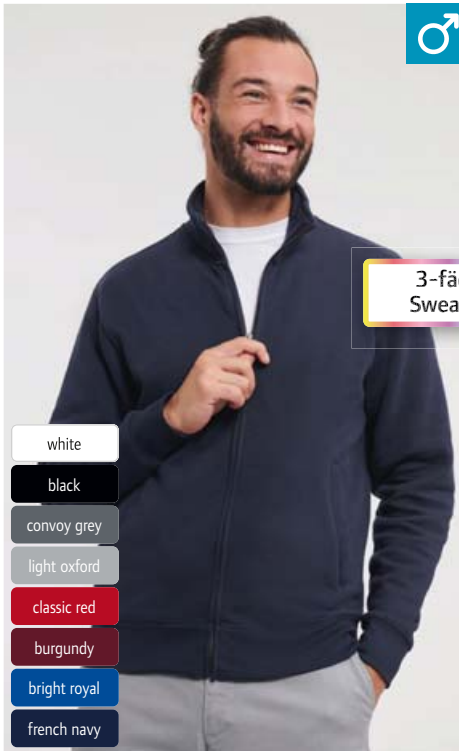 3-fä
Swea
white
black
convoy grey
light oxford
classic red
burgundy
bright royal
french navy